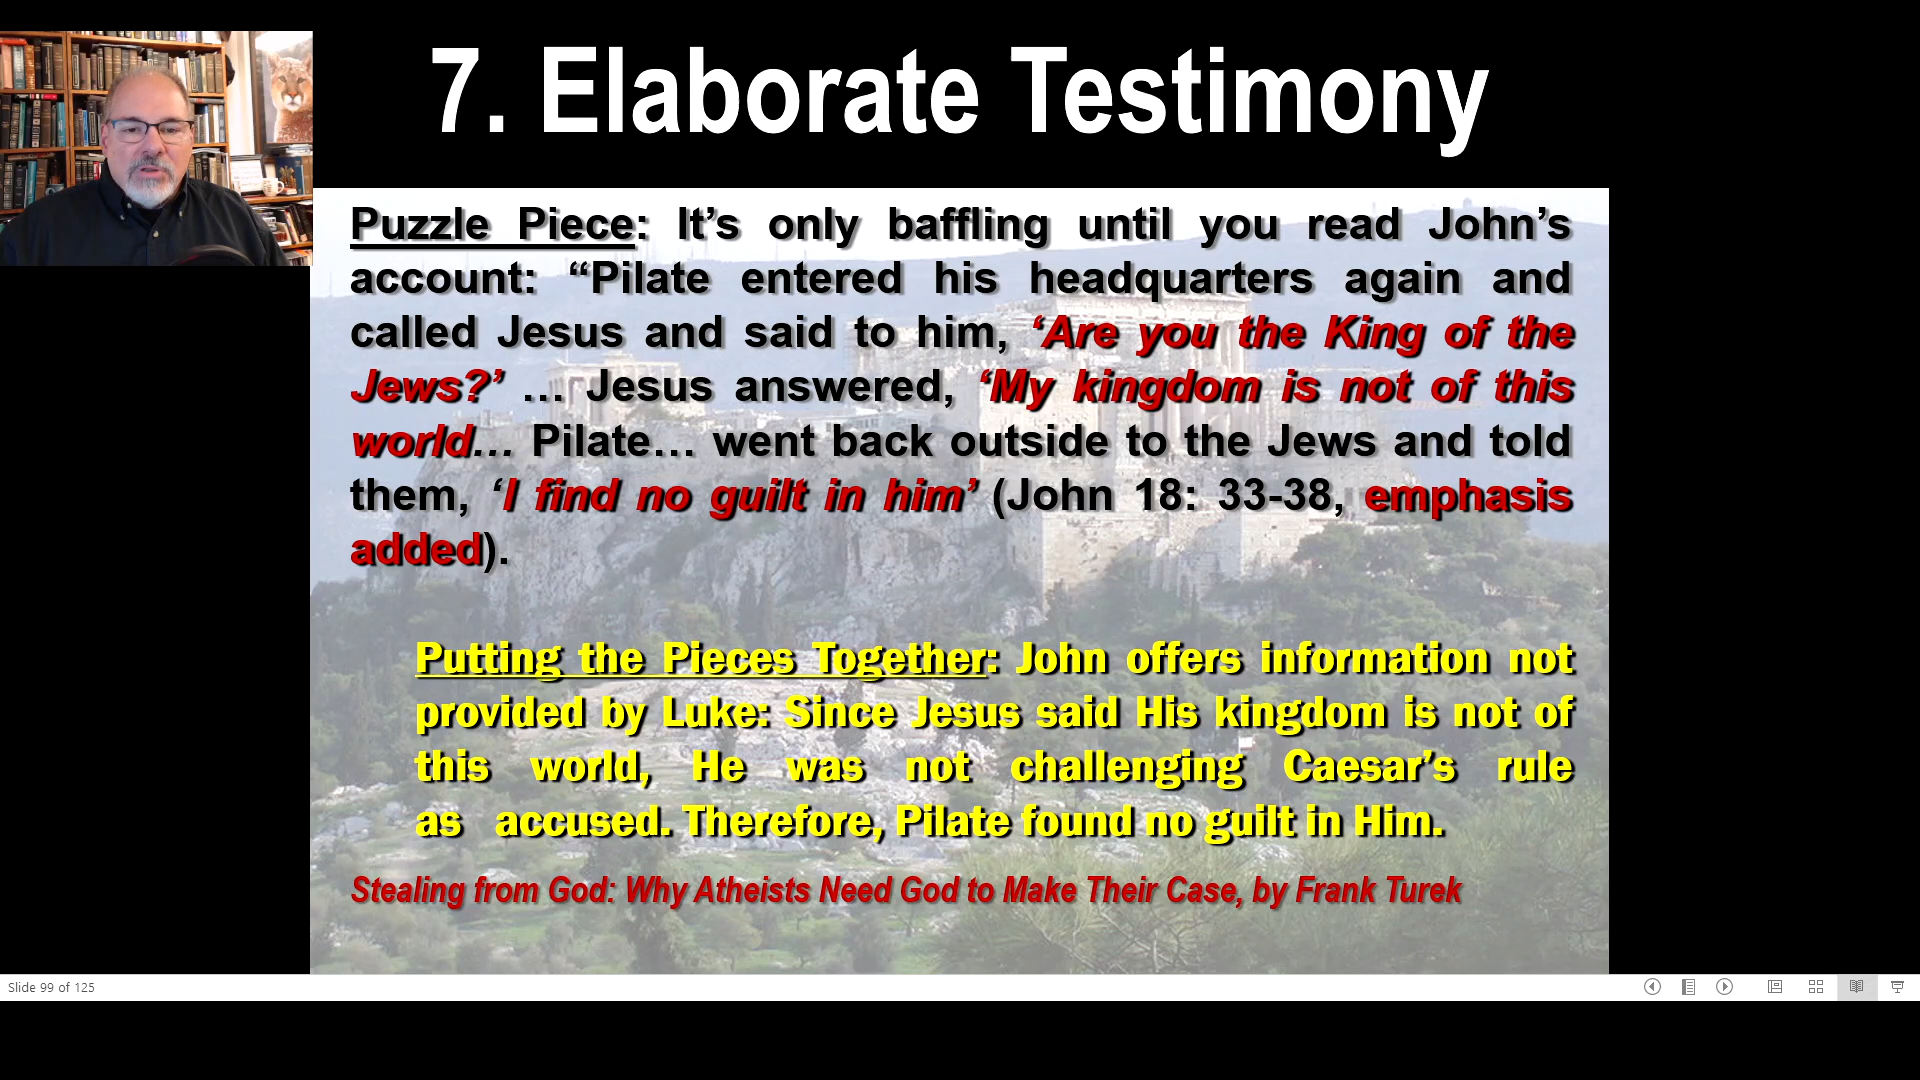 7. Elaborate Testimony
Puzzle Piece: It’s only baffling until you read John’s
account: “Pilate entered his headquarters again and
called Jesus and said to him, ‘Are you the King of the
Jews?’ … Jesus answered, ‘My kingdom is not of this
world… Pilate… went back outside to the Jews and told
them, ‘I find no guilt in him’ (John 18: 33-38, emphasis
added).
Putting the Pieces Together: John offers information not
provided by Luke: Since Jesus said His kingdom is not of
this world, He was not challenging Caesar’s rule
as accused. Therefore, Pilate found no guilt in Him.
Stealing from God: Why Atheists Need God to Make Their Case, by Frank Turek
Slide 99 of 125